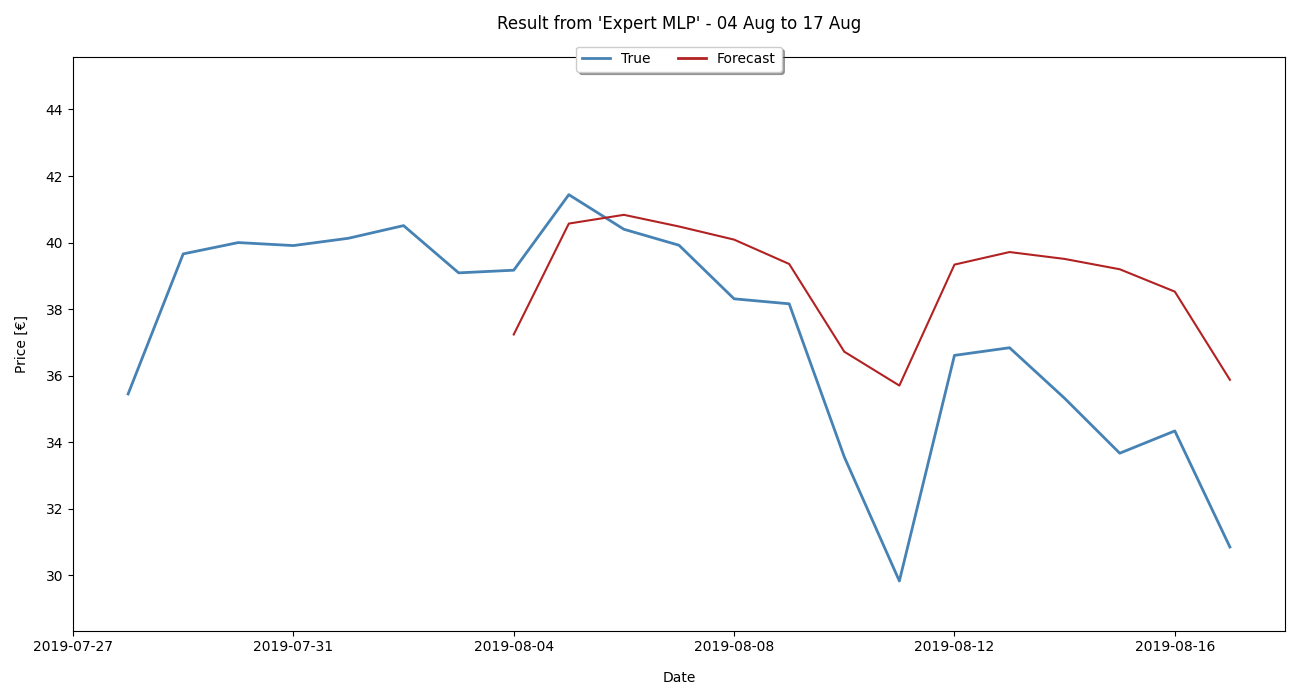 Result from 'Expert MLP' - 04 Aug to 17 Aug
True Forecast
44
42
40
38
36
34
32
30
Price [€]
2019-07-27 2019-07-31 2019-08-04 2019-08-08 2019-08-12 2019-08-16
Date